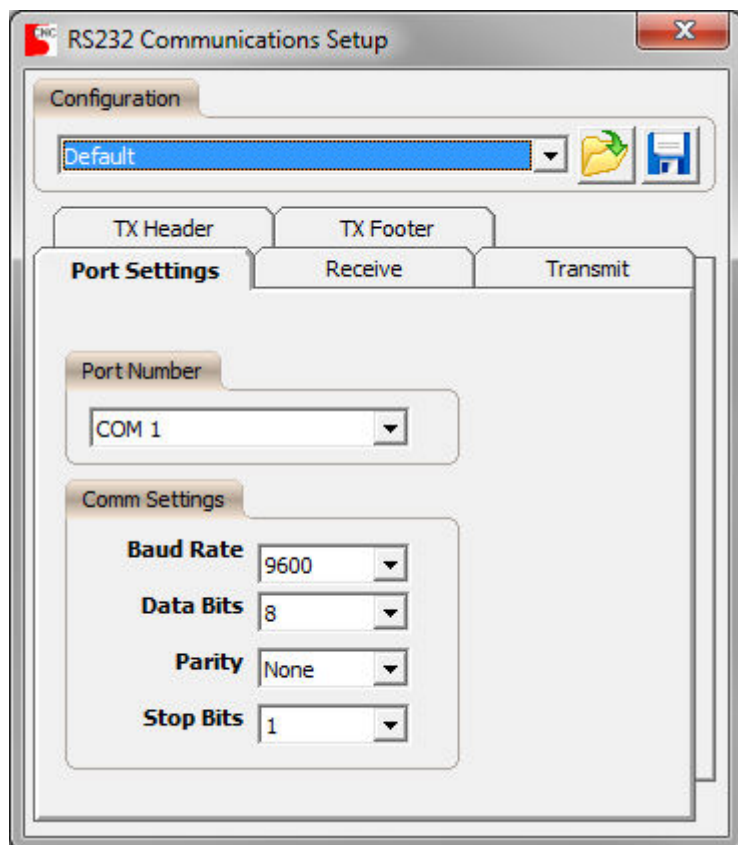 CNC
RS232 Communications Setup
X
Configuration
Default
TX Header TX Footer
Port Settings Receive Transmit
Port Number
COM 1
Comm Settings
Baud Rate 9600
Data Bits 8
Parity None
Stop Bits 1